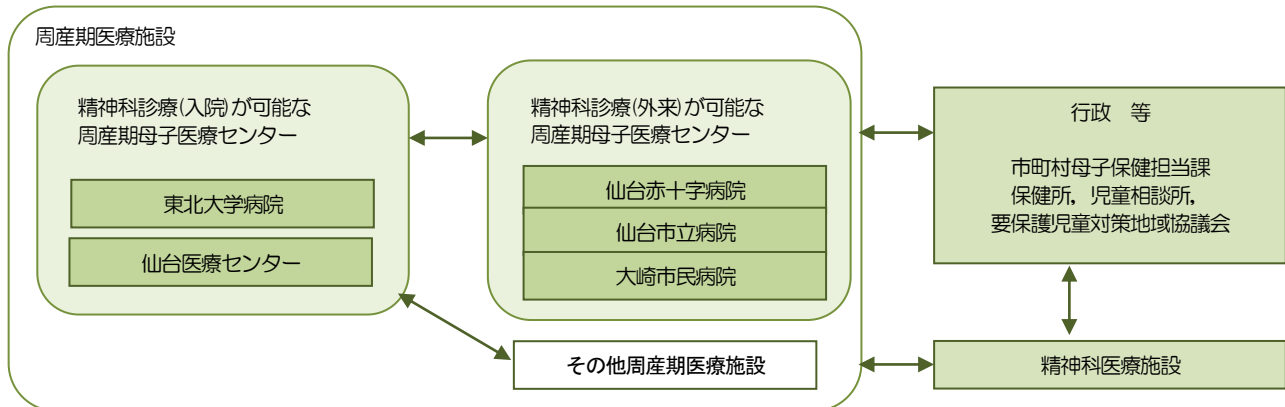 周産期医療施設
精神科診療(入院)が可能な
周産期母子医療センター
東北大学病院
仙台医療センター
精神科診療(外来)が可能な
周産期母子医療センター
仙台赤十字病院
仙台市立病院
大崎市民病院
その他周産期医療施設
行政　等
市町村母子保健担当課
保健所，児童相談所，
要保護児童対策地域協議会
精神科医療施設